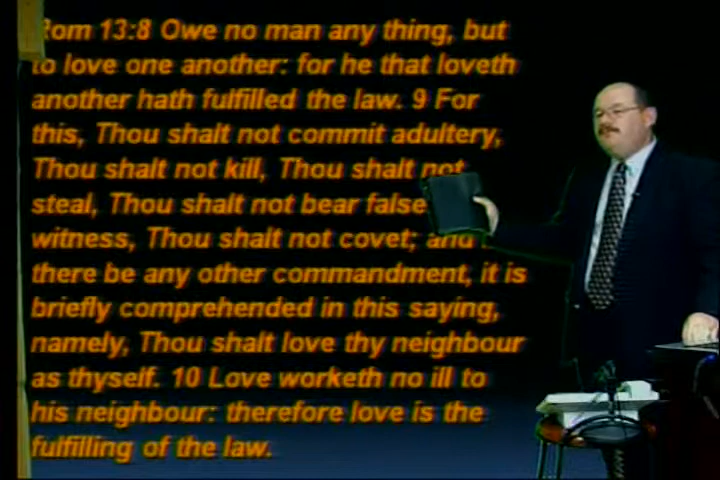 Rom 13:8 Owe no man any thing, but
to love one another: for he that loveth
another hath fulfilled the law. 9 For
this, Thou shalt not commit adultery,
Thou shalt not kill, Thou shalt not
steal, Thou shalt not bear false
witness, Thou shalt not covet; and
there be any other commandment, it is
briefly comprehended in this saying,
namely, Thou shalt love thy neighbour
as thyself. 10 Love worketh no ill to
his neighbour: therefore love is the
fulfilling of the law.